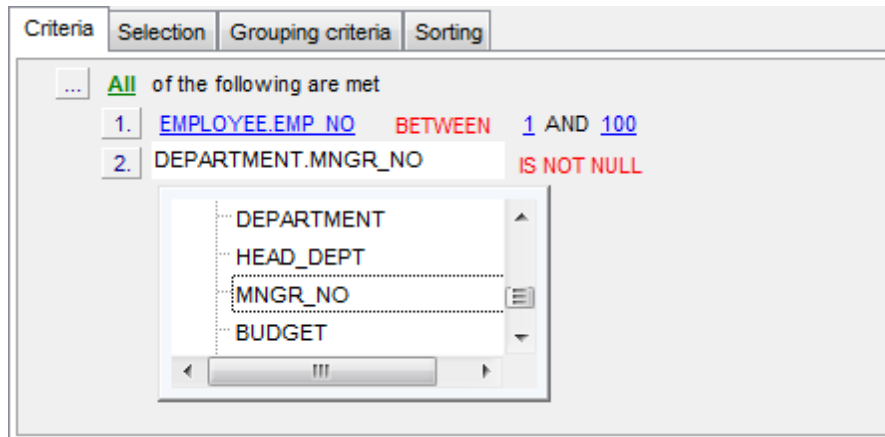 Criteria Selection Grouping criteria Sorting
... All of the following are met
1. EMPLOYEE.EMP_NO BETWEEN 1 AND 100
2. DEPARTMENT.MNGR_NO IS NOT NULL
DEPARTMENT
HEAD_DEPT
MNGR_NO
BUDGET